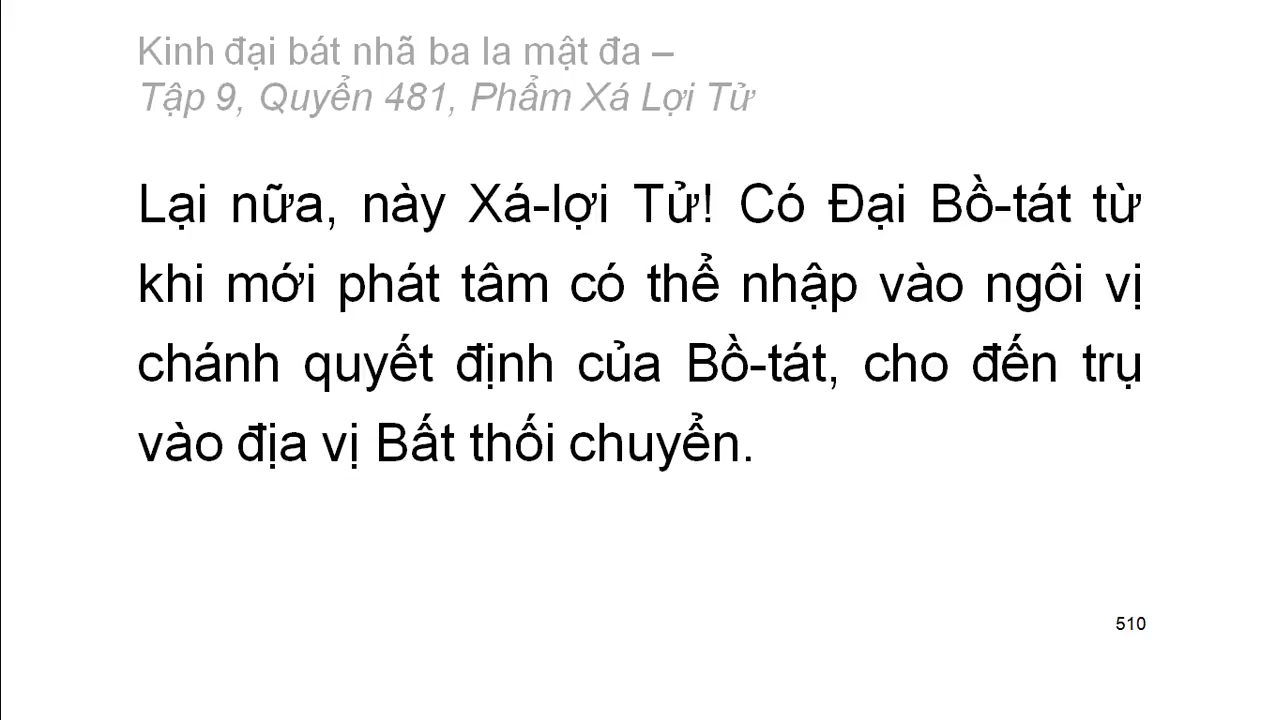 Kinh đại bát nhã ba la mật đa –
Tập 9, Quyển 481, Phẩm Xá Lợi Tử
Lại nữa, này Xá-lợi Tử! Có Đại Bồ-tát từ
khi mới phát tâm có thể nhập vào ngôi vị
chánh quyết định của Bồ-tát, cho đến trụ
vào địa vị Bất thối chuyển.
510